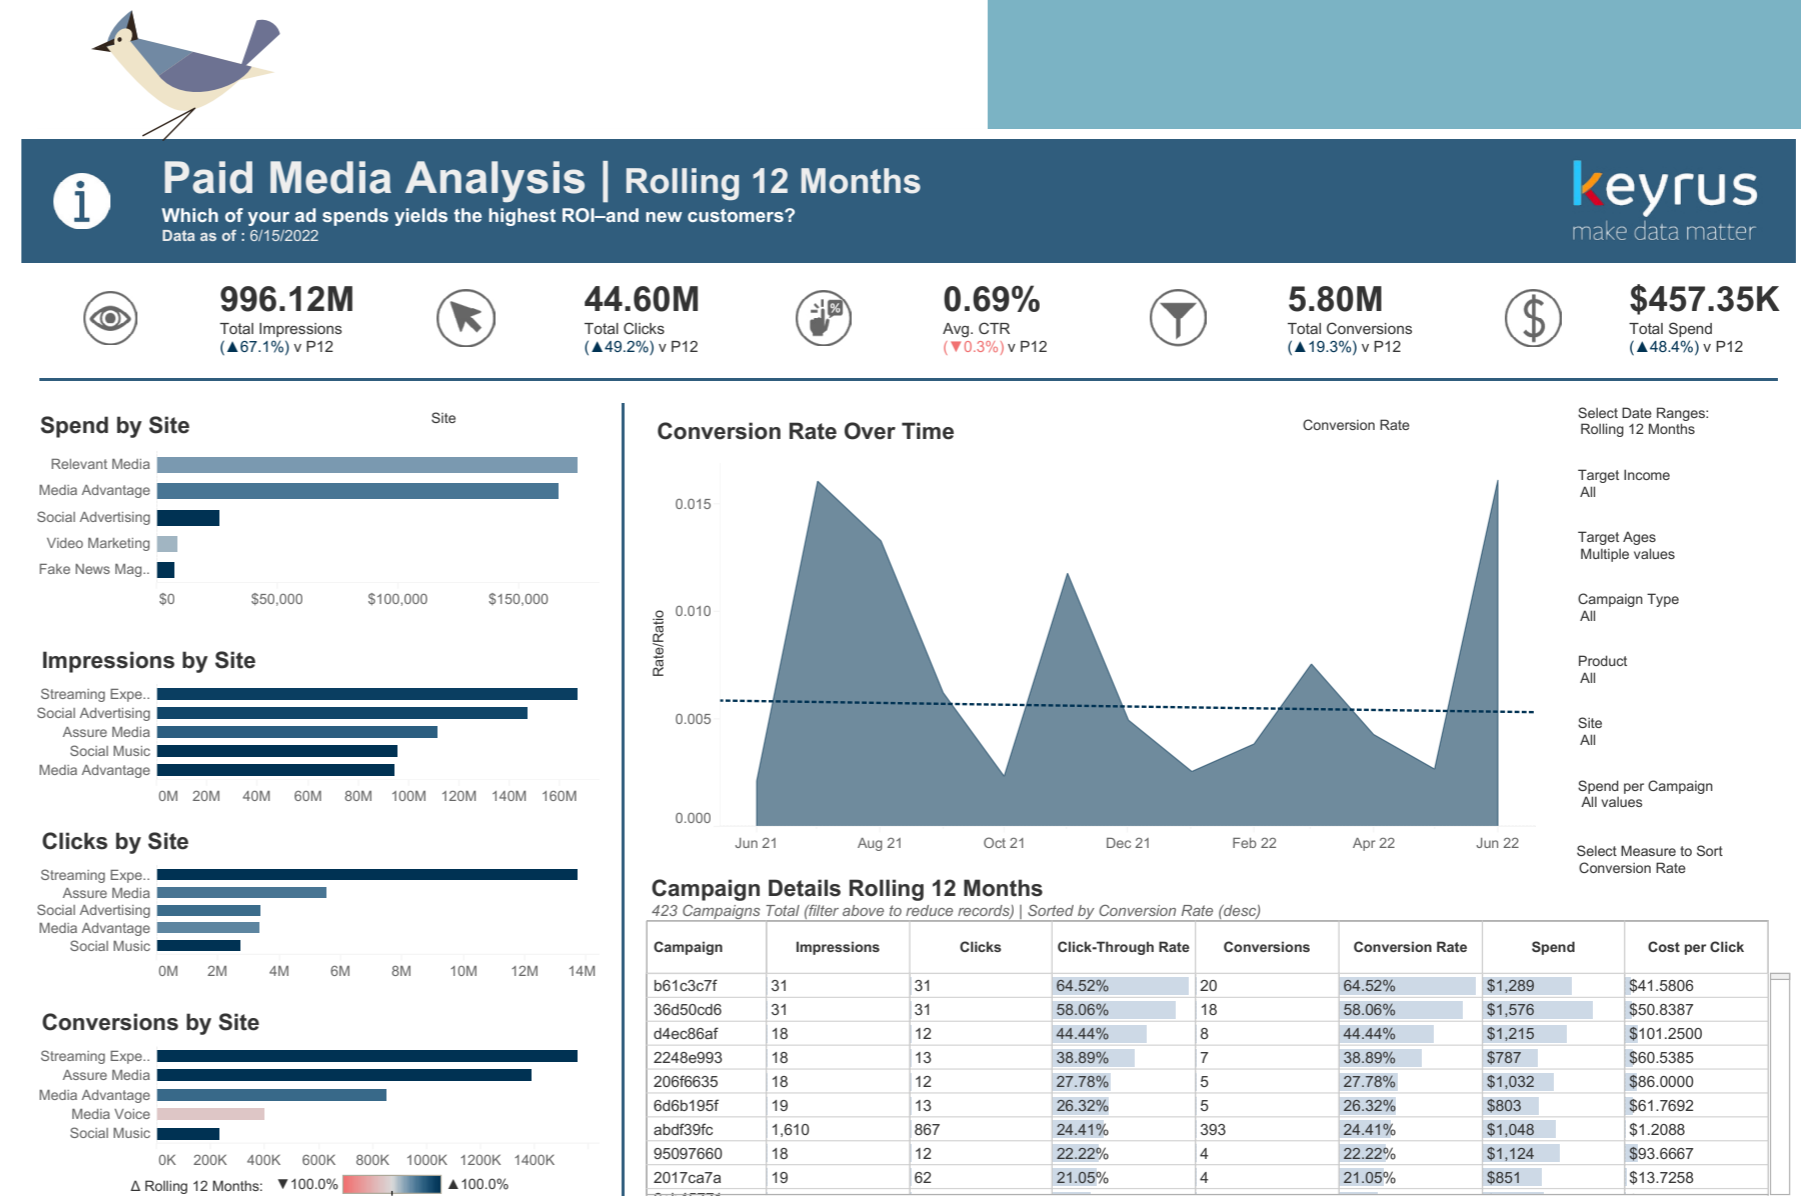 Paid Media Analysis | Rolling 12 Months
Which of your ad spends yields the highest ROI–and new customers?
Data as of : 6/15/2022
keyrus
make data matter
996.12M
Total Impressions
(▲67.1%) v P12
44.60M
Total Clicks
(▲49.2%) v P12
%
0.69%
Avg. CTR
(▼0.3%) v P12
5.80M
Total Conversions
(▲19.3%) v P12
$
$457.35K
Total Spend
(▲48.4%) v P12
Spend by Site
Site
Relevant Media
Media Advantage
Social Advertising
Video Marketing
Fake News Mag..
$0 $50,000 $100,000 $150,000
Impressions by Site
Streaming Expe..
Social Advertising
Assure Media
Social Music
Media Advantage
0M 20M 40M 60M 80M 100M 120M 140M 160M
Clicks by Site
Streaming Expe..
Assure Media
Social Advertising
Media Advantage
Social Music
0M 2M 4M 6M 8M 10M 12M 14M
Conversions by Site
Streaming Expe..
Assure Media
Media Advantage
Media Voice
Social Music
0K 200K 400K 600K 800K 1000K 1200K 1400K
Δ Rolling 12 Months: ▼100.0% ▲100.0%
Conversion Rate Over Time
Conversion Rate
Rate/Ratio
0.015
0.010
0.005
0.000
Jun 21 Aug 21 Oct 21 Dec 21 Feb 22 Apr 22 Jun 22
Select Date Ranges:
Rolling 12 Months
Target Income
All
Target Ages
Multiple values
Campaign Type
All
Product
All
Site
All
Spend per Campaign
All values
Select Measure to Sort
Conversion Rate
Campaign Details Rolling 12 Months
423 Campaigns Total (filter above to reduce records) | Sorted by Conversion Rate (desc)
Campaign Impressions Clicks Click-Through Rate Conversions Conversion Rate Spend Cost per Click
b61c3c7f 31 31 64.52% 20 64.52% $1,289 $41.5806
36d50cd6 31 31 58.06% 18 58.06% $1,576 $50.8387
d4ec86af 18 12 44.44% 8 44.44% $1,215 $101.2500
2248e993 18 13 38.89% 7 38.89% $787 $60.5385
206f6635 18 12 27.78% 5 27.78% $1,032 $86.0000
6d6b195f 19 13 26.32% 5 26.32% $803 $61.7692
abdf39fc 1,610 867 24.41% 393 24.41% $1,048 $1.2088
95097660 18 12 22.22% 4 22.22% $1,124 $93.6667
2017ca7a 19 62 21.05% 4 21.05% $851 $13.7258